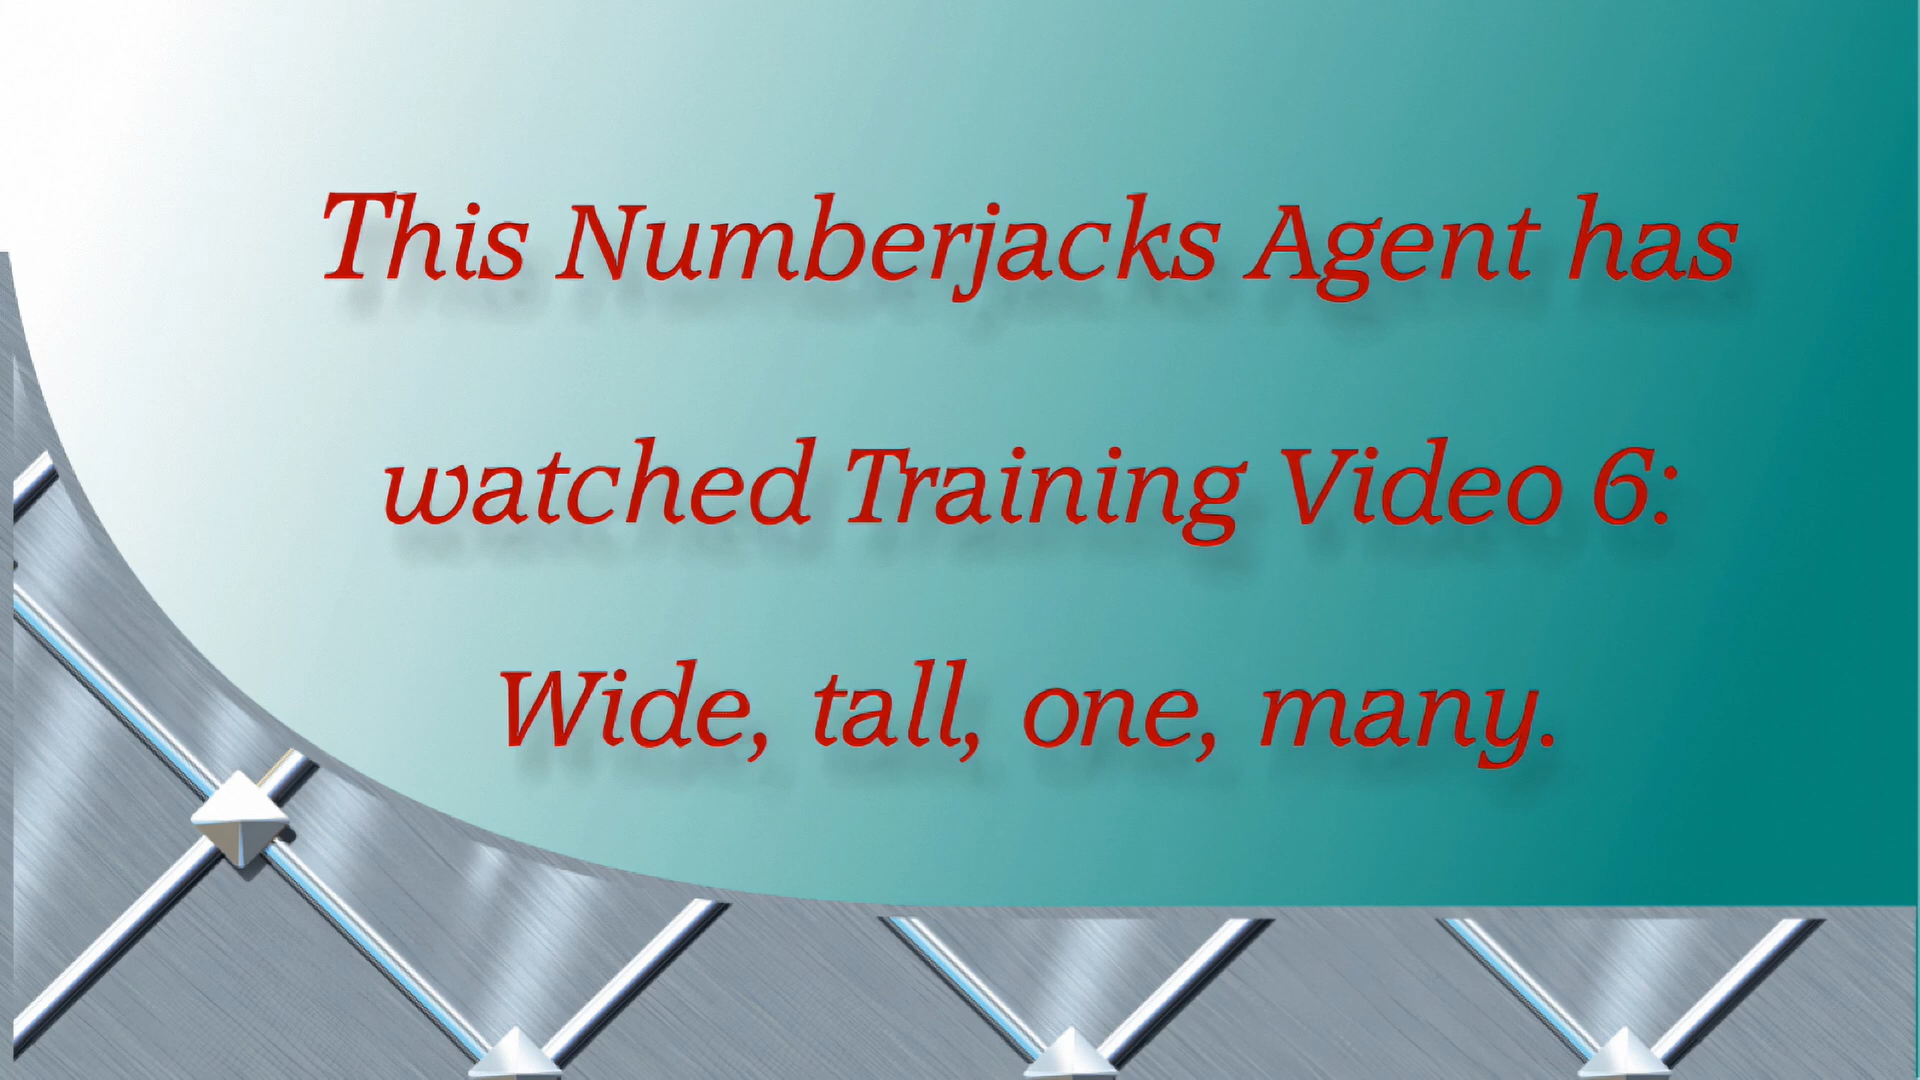 This Numberjacks Agent has
watched Training Video 6:
Wide, tall, one, many.